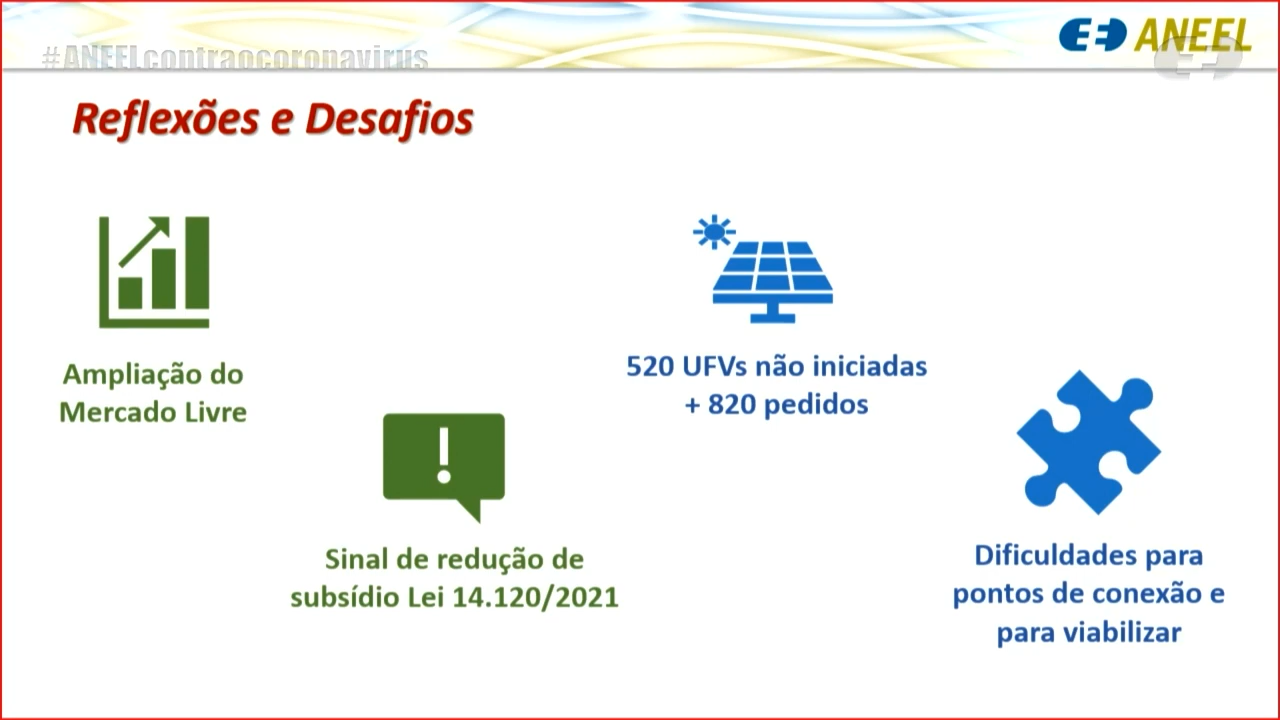 #ANEELcontraocoronavirus
ANEEL
Reflexões e Desafios
Ampliação do
Mercado Livre
Sinal de redução de
subsídio Lei 14.120/2021
520 UFVs não iniciadas
+ 820 pedidos
Dificuldades para
pontos de conexão e
para viabilizar